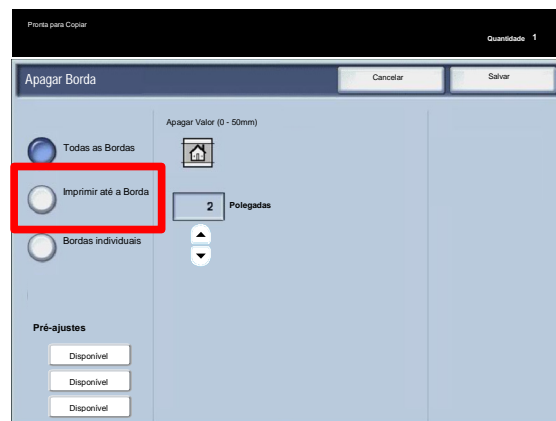 Pronta para Copiar
Quantidade 1
Apagar Borda
Cancelar
Salvar
Apagar Valor (0 - 50mm)
Todas as Bordas
Imprimir até a Borda
2 Polegadas
Bordas individuais
Pré-ajustes
Disponível
Disponível
Disponível